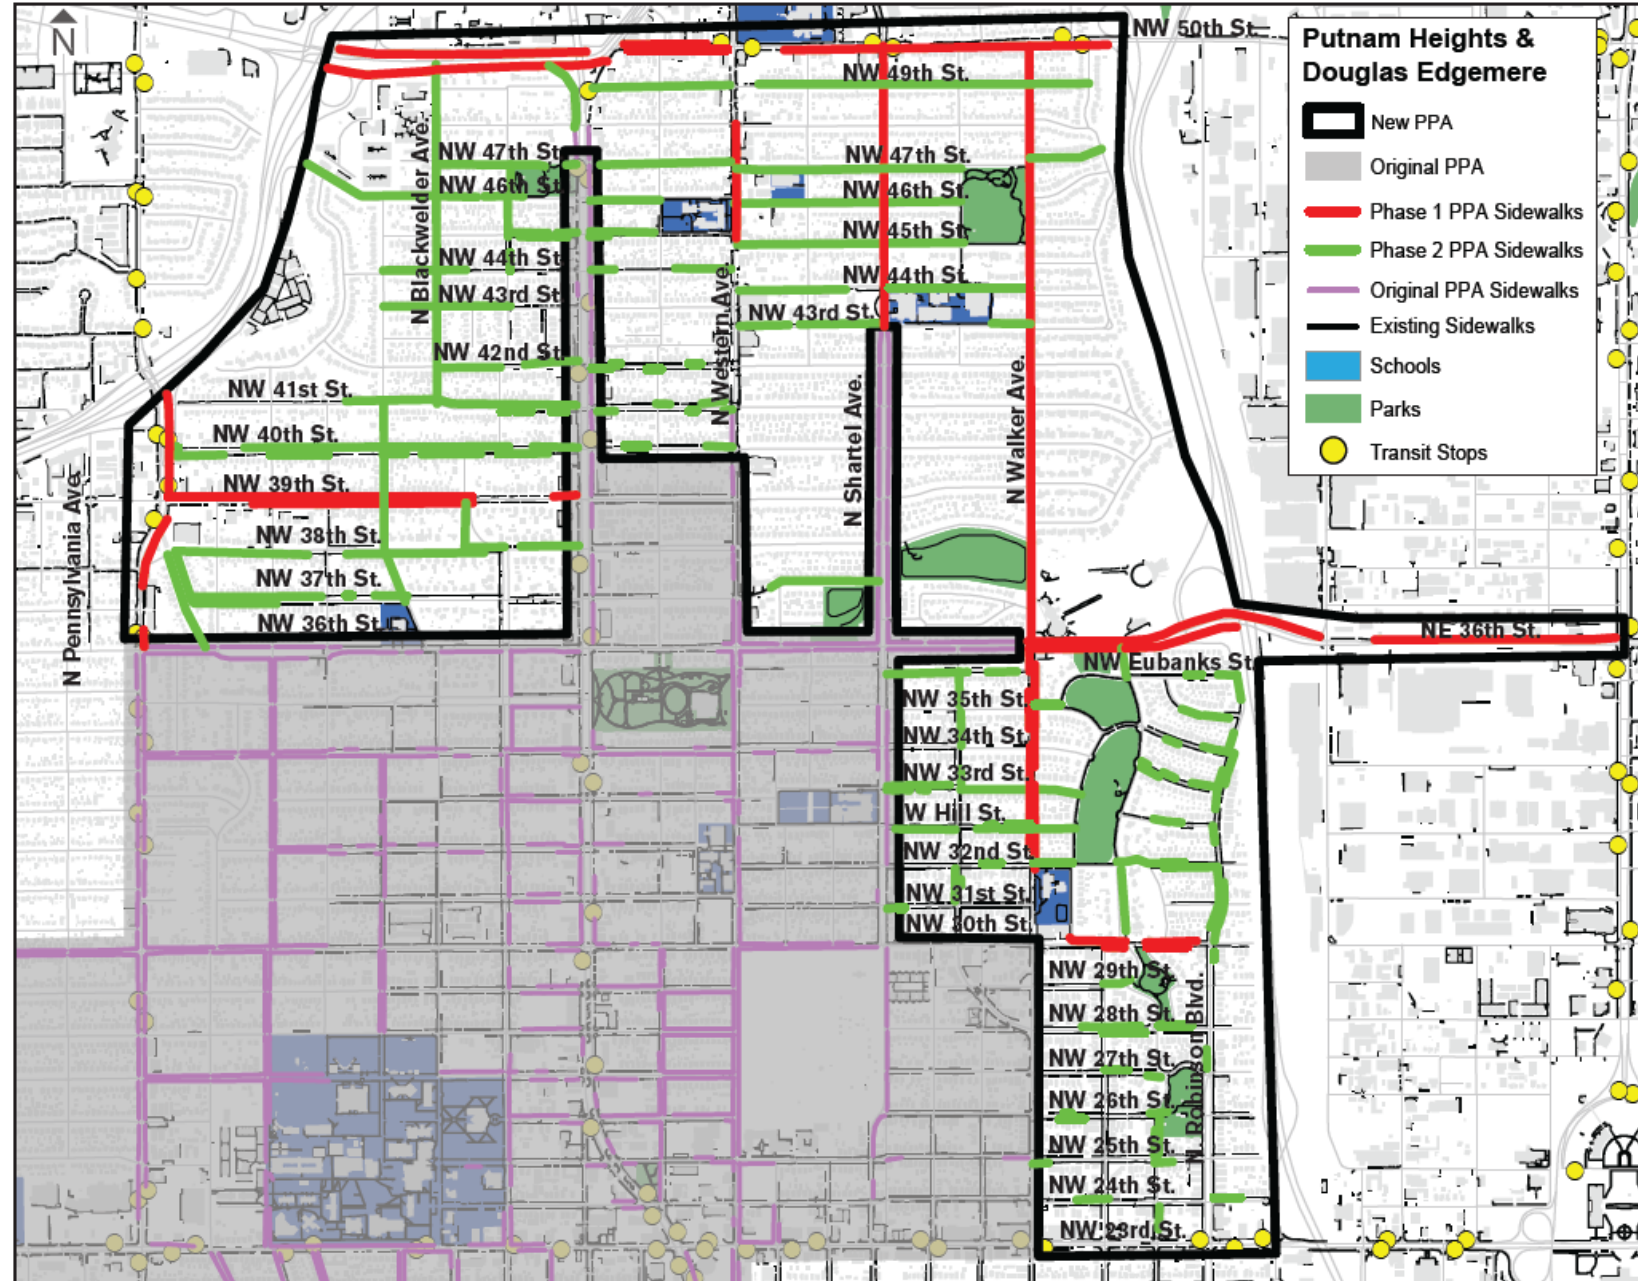 N
NW 50th St.
Putnam Heights &
Douglas Edgemere
New PPA
Original PPA
Phase 1 PPA Sidewalks
Phase 2 PPA Sidewalks
Original PPA Sidewalks
Existing Sidewalks
Schools
Parks
Transit Stops
NW 49th St.
NW 47th St.
NW 47th St.
NW 46th St.
NW 46th St.
NW 45th St.
NW 44th St.
NW 44th St.
NW 43rd St.
NW 43rd St.
NW 42nd St.
NW 41st St.
NW 40th St.
NW 39th St.
NW 38th St.
NW 37th St.
NW 36th St.
N Blackwelder Ave.
N Western Ave.
N Shartel Ave.
N Walker Ave.
N Pennsylvania Ave.
NE 36th St.
NW Eubanks St.
NW 35th St.
NW 34th St.
NW 33rd St.
W Hill St.
NW 32nd St.
NW 31st St.
NW 30th St.
NW 29th St.
NW 28th St.
NW 27th St.
NW 26th St.
NW 25th St.
NW 24th St.
NW 23rd St.
N Robinson Blvd.